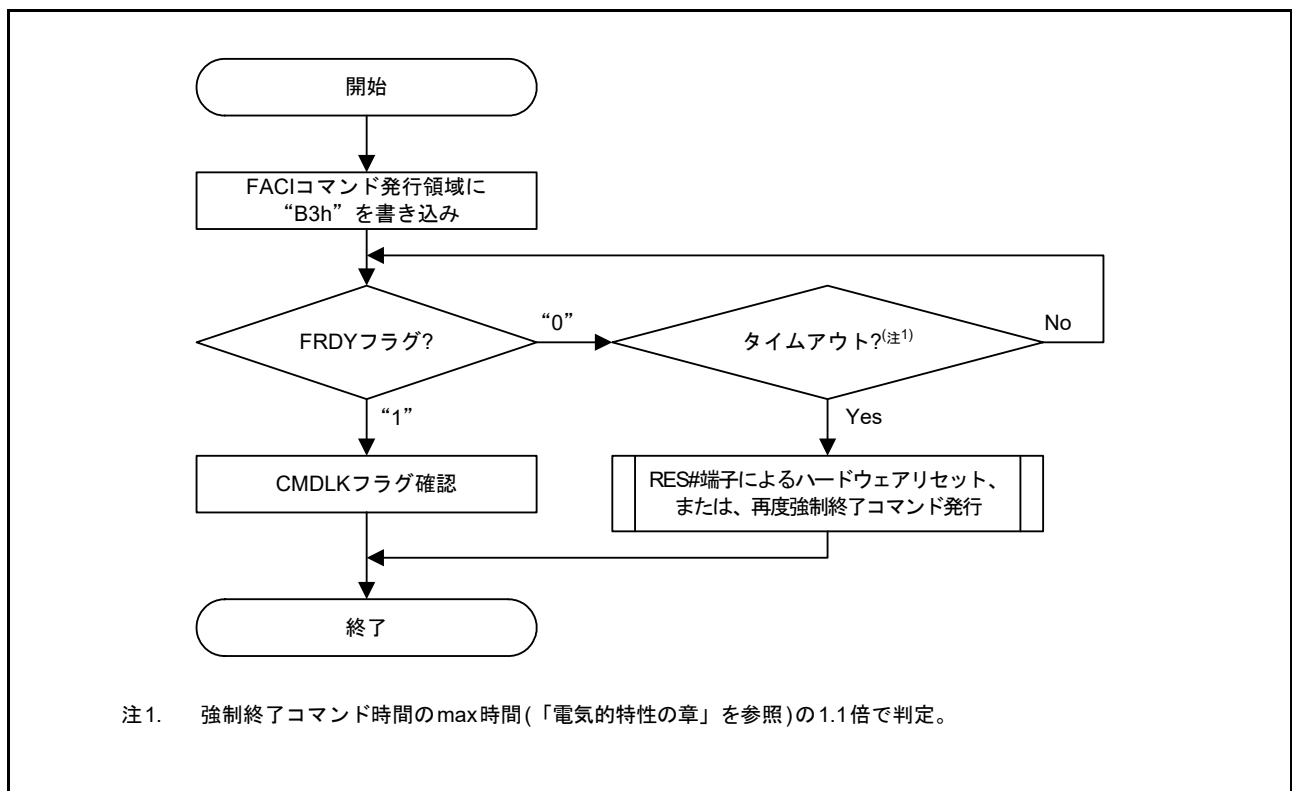 開始
FACIコマンド発行領域に
“B3h”を書き込み
FRDYフラグ?
“0”
タイムアウト?(注1)
No
“1”
Yes
CMDLKフラグ確認
RES#端子によるハードウェアリセット、
または、再度強制終了コマンド発行
終了
注1. 強制終了コマンド時間のmax時間(「電気的特性の章」を参照)の1.1倍で判定。